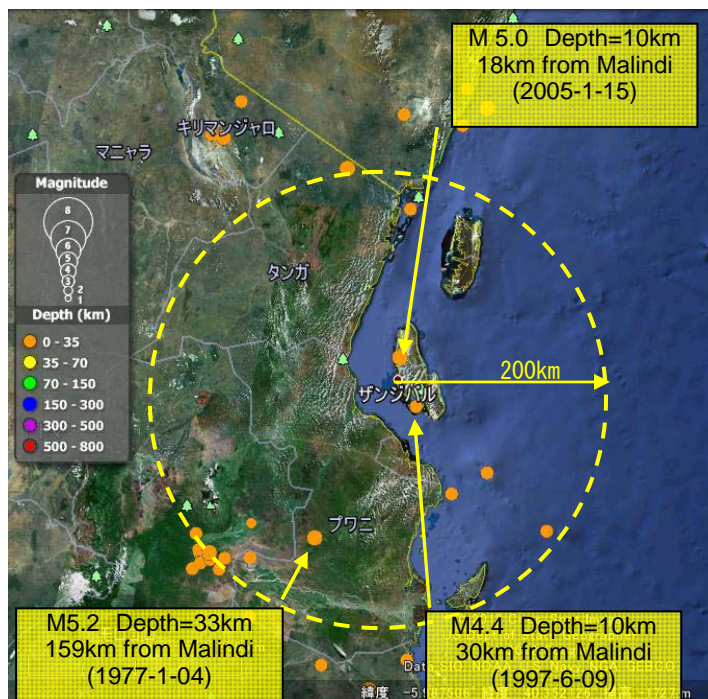 M 5.0 Depth=10km
18km from Malindi
(2005-1-15)
キリマンジャロ
マニャラ
Magnitude
8
7
6
5
4
3
2
1
Depth (km)
0 - 35
35 - 70
70 - 150
150 - 300
300 - 500
500 - 800
タンガ
200km
ザンジバル
プワニ
M5.2 Depth=33km
159km from Malindi
(1977-1-04)
M4.4 Depth=10km
30km from Malindi
(1997-6-09)
緯度